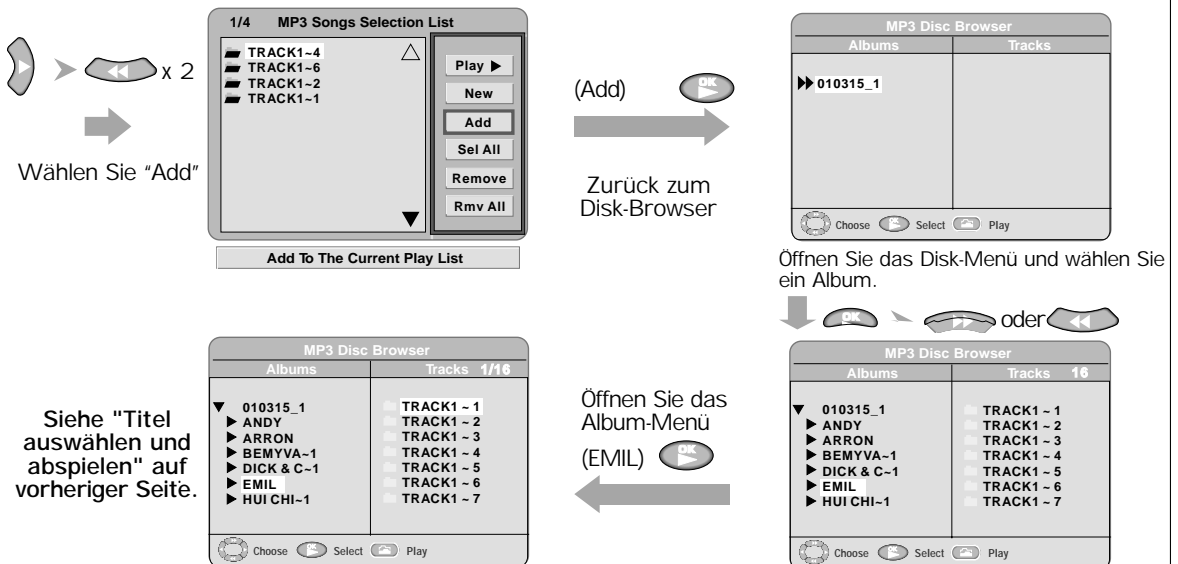 1/4 MP3 Songs Selection List
TRACK1~4
TRACK1~6
TRACK1~2
TRACK1~1
Play
New
Add
Sel All
Remove
Rmv All
Add To The Current Play List
x 2
Wählen Sie "Add"
(Add)
OK
Zurück zum
Disk-Browser
MP3 Disc Browser
Albums Tracks
010315_1
Choose Select Play
Öffnen Sie das Disk-Menü und wählen Sie
ein Album.
OK oder
MP3 Disc Browser
Albums Tracks 16
010315_1 TRACK1 ~ 1
ANDY TRACK1 ~ 2
ARRON TRACK1 ~ 3
BEMYVA~1 TRACK1 ~ 4
DICK & C~1 TRACK1 ~ 5
EMIL TRACK1 ~ 6
HUI CHI~1 TRACK1 ~ 7
Choose Select Play
Öffnen Sie das
Album-Menü
(EMIL) OK
MP3 Disc Browser
Albums Tracks 1/16
010315_1 TRACK1 ~ 1
ANDY TRACK1 ~ 2
ARRON TRACK1 ~ 3
BEMYVA~1 TRACK1 ~ 4
DICK & C~1 TRACK1 ~ 5
EMIL TRACK1 ~ 6
HUI CHI~1 TRACK1 ~ 7
Choose Select Play
Siehe "Titel
auswählen und
abspielen" auf
vorheriger Seite.